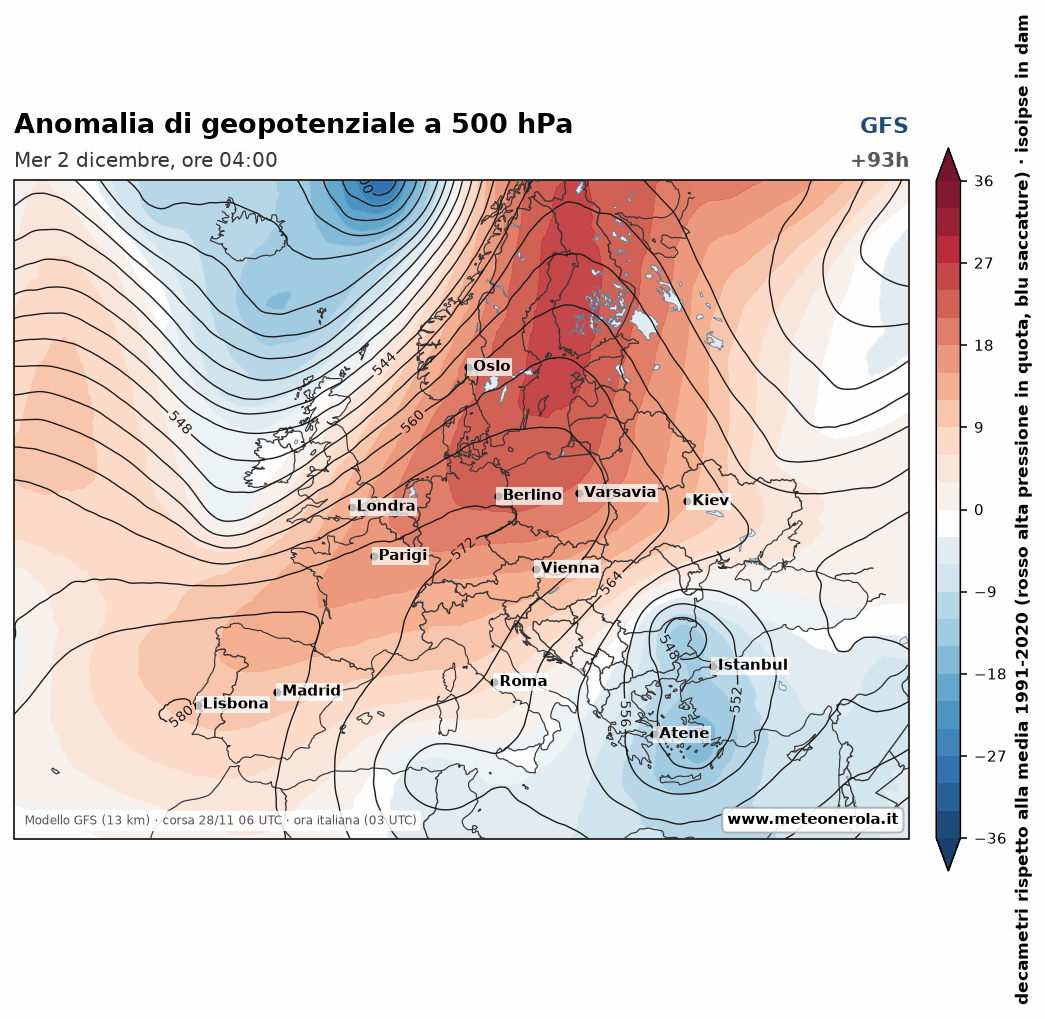 Anomalia di geopotenziale a 500 hPa
GFS
Mer 2 dicembre, ore 04:00
+93h
36
27
18
9
0
−9
−18
−27
−36
decametri rispetto alla media 1991-2020 (rosso alta pressione in quota, blu saccature) · isoipse in dam
544
548
560
572
564
548
552
556
580
Oslo
Londra
Berlino
Varsavia
Kiev
Parigi
Vienna
Istanbul
Roma
Madrid
Lisbona
Atene
Modello GFS (13 km) · corsa 28/11 06 UTC · ora italiana (03 UTC)
www.meteonerola.it